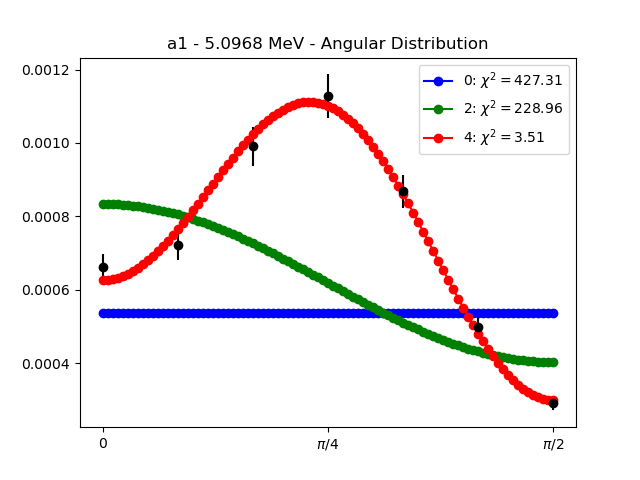 a1 - 5.0968 MeV - Angular Distribution
0.0012
0.0010
0.0008
0.0006
0.0004
0: χ² = 427.31
2: χ² = 228.96
4: χ² = 3.51
0
π/4
π/2